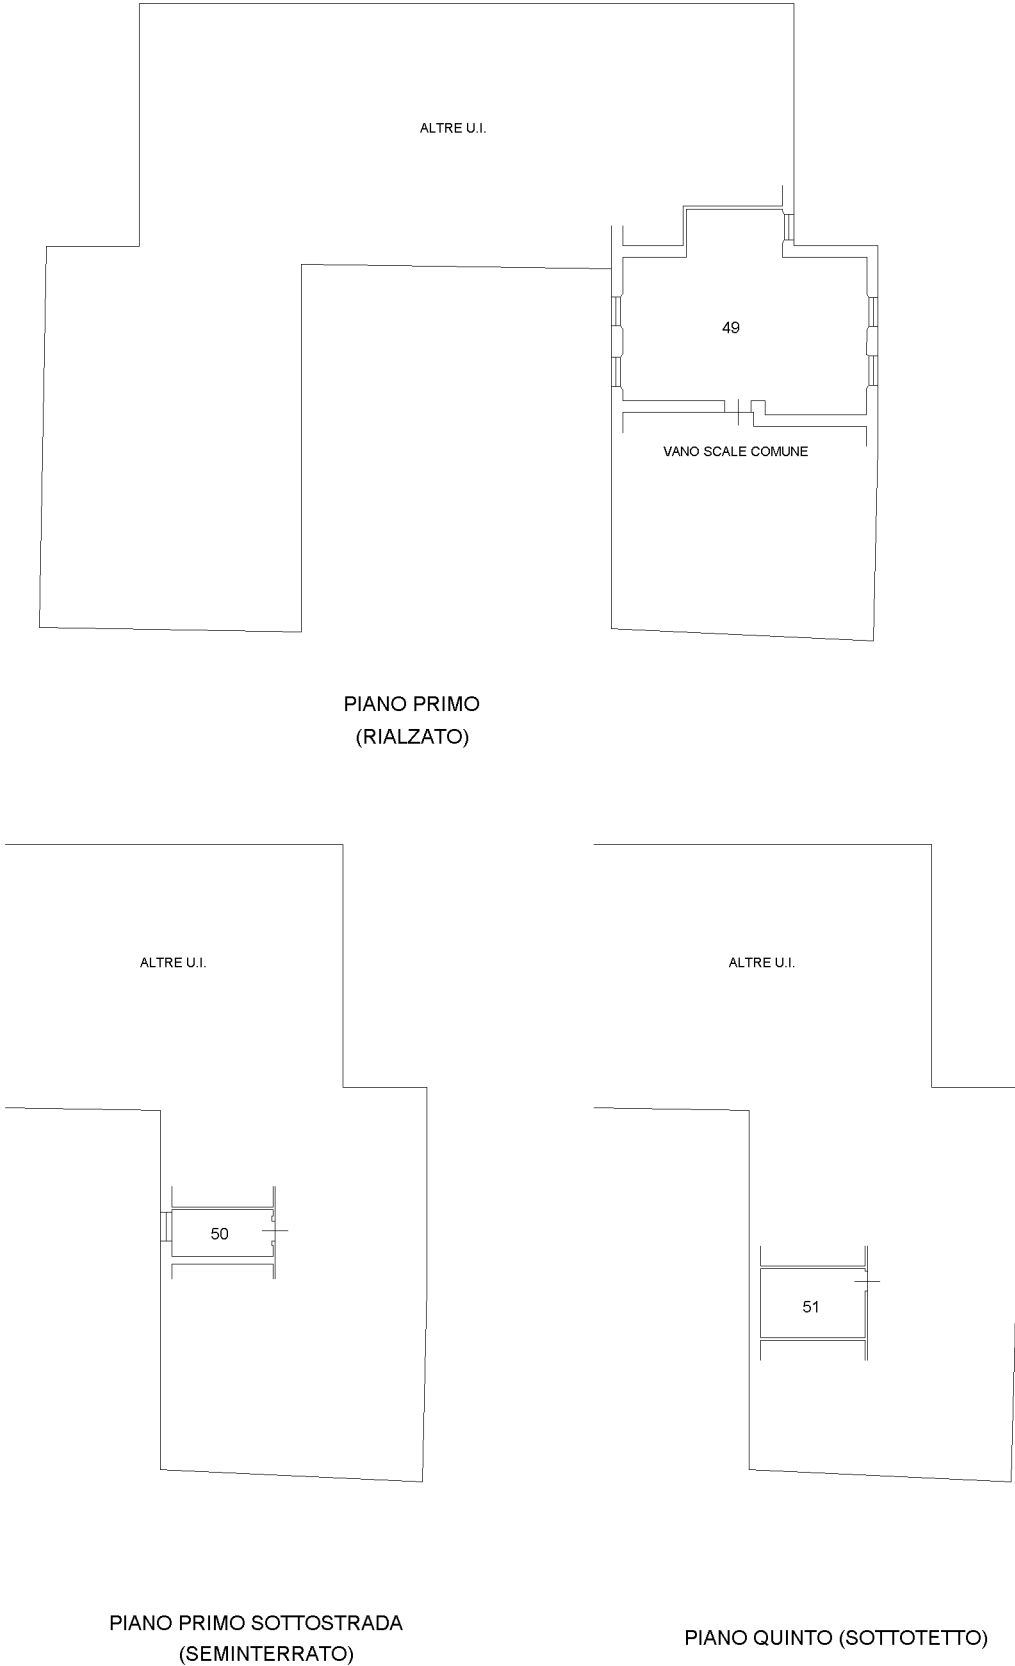 ALTRE U.I.
49
VANO SCALE COMUNE
PIANO PRIMO
(RIALZATO)
ALTRE U.I.
50
PIANO PRIMO SOTTOSTRADA
(SEMINTERRATO)
ALTRE U.I.
51
PIANO QUINTO (SOTTOTETTO)